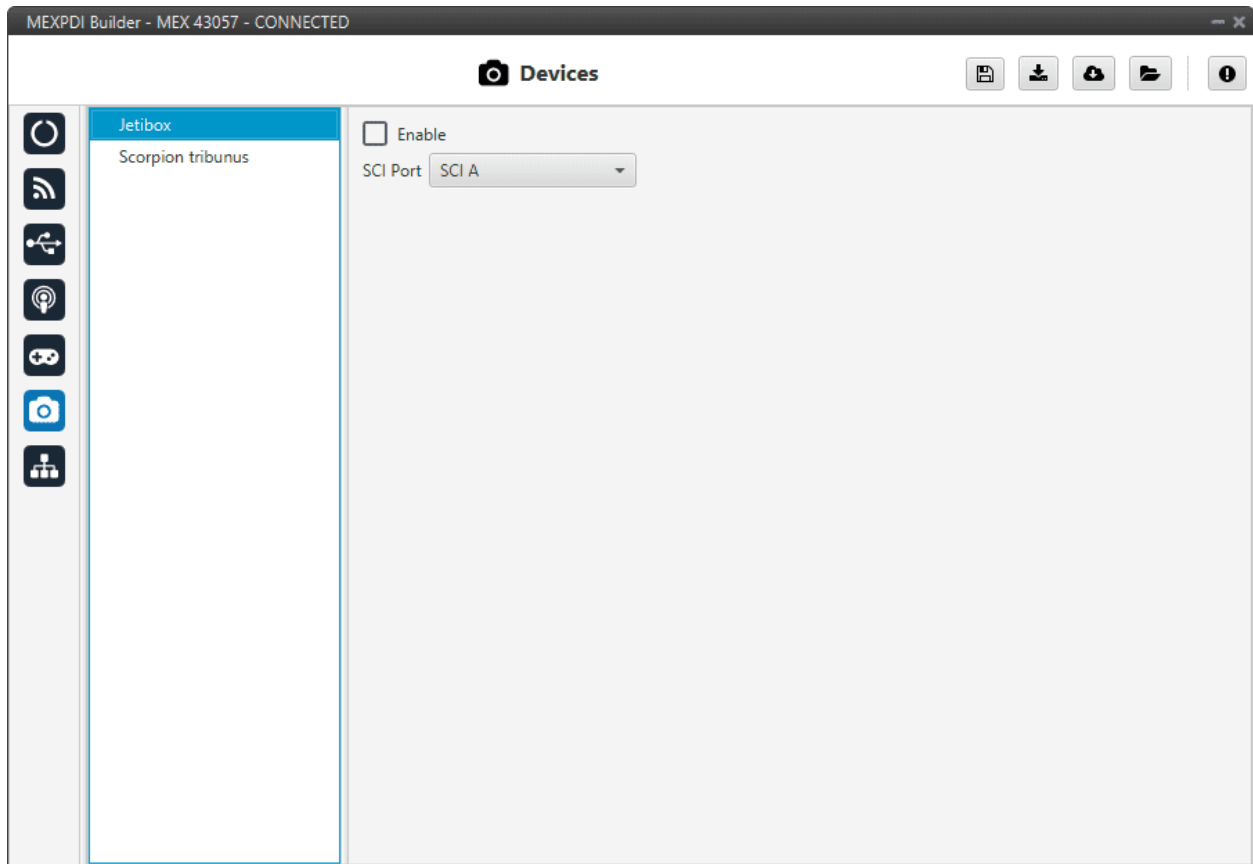 MEXPDI Builder - MEX 43057 - CONNECTED
Devices
Jetibox
Scorpion tribunus
Enable
SCI Port SCI A